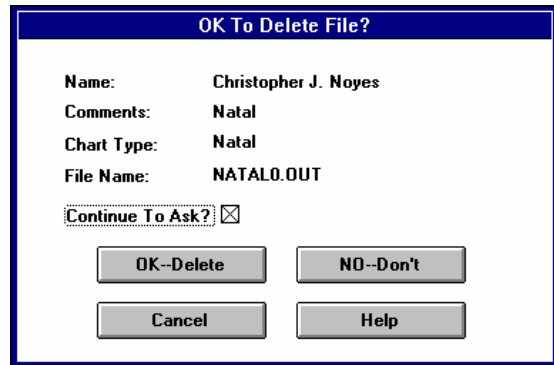 OK To Delete File?
Name: Christopher J. Noyes
Comments: Natal
Chart Type: Natal
File Name: NATAL0.OUT
Continue To Ask?
OK--Delete NO--Don't
Cancel Help